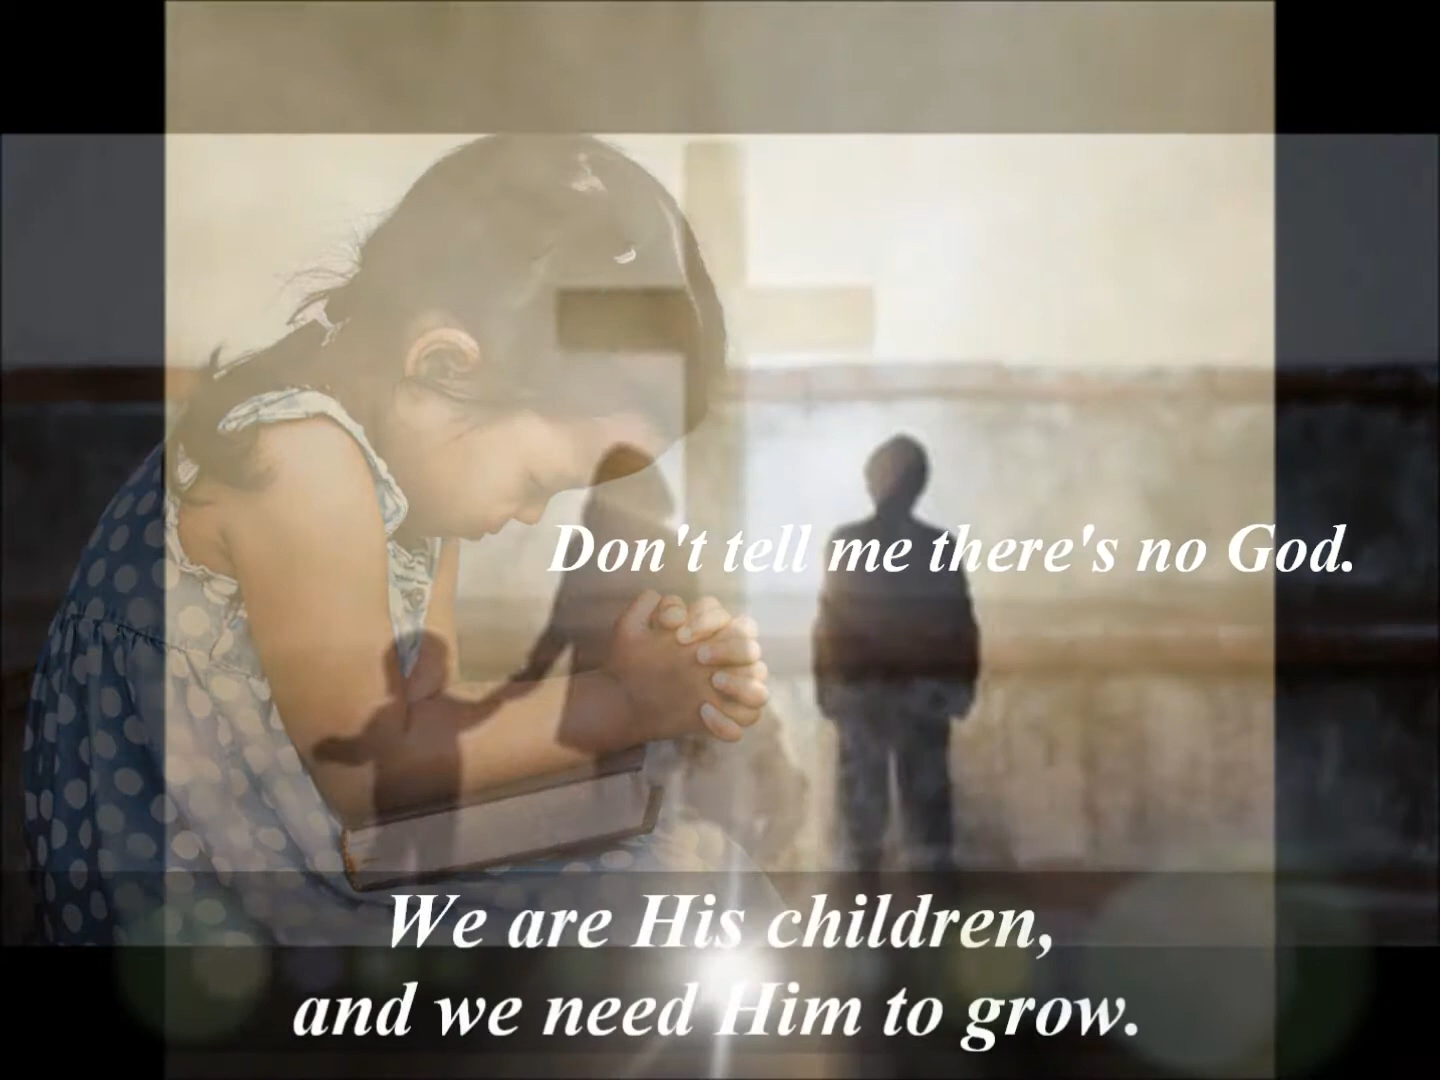 Don't tell me there's no God.
We are His children,
and we need Him to grow.